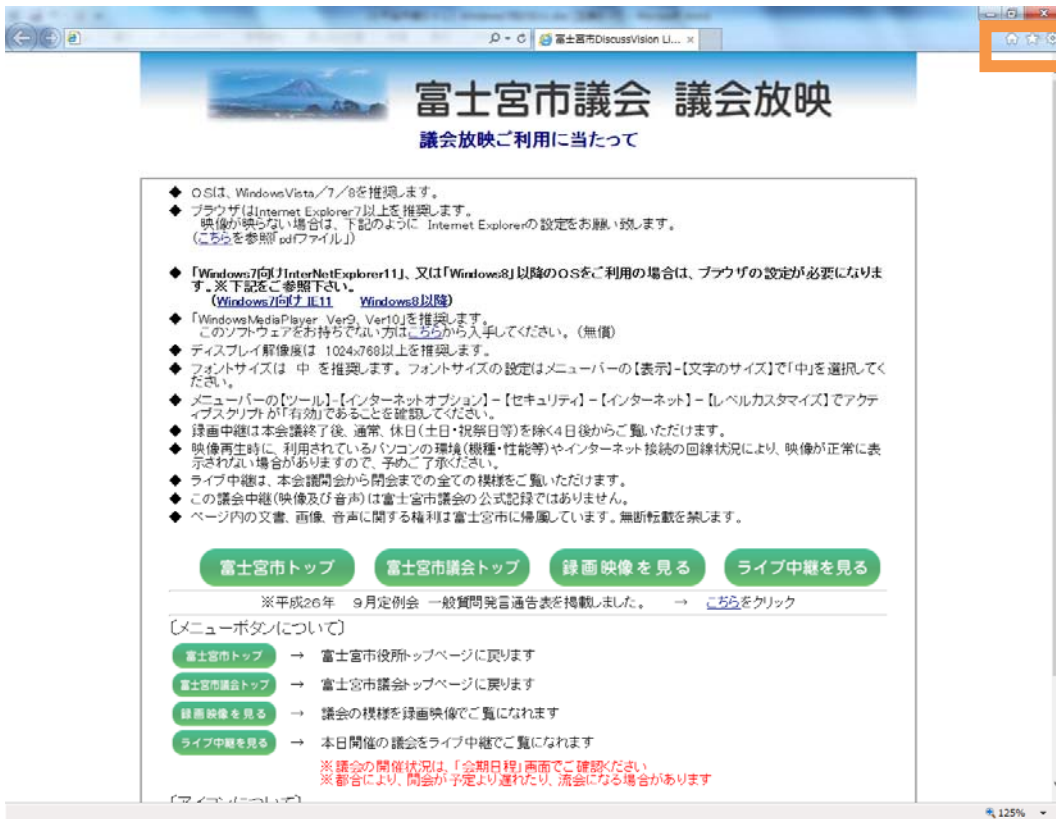 富士宮市DiscussVision Li...
富士宮市議会 議会放映
議会放映ご利用に当たって
◆ OSは、WindowsVista／7／8を推奨します。
◆ ブラウザはInternet Explorer7以上を推奨します。
映像が映らない場合は、下記のように Internet Explorerの設定をお願い致します。
（こちらを参照「pdfファイル」）
◆ 「Windows7向けInterNetExplorer11」、又は「Windows8」以降のOSをご利用の場合は、ブラウザの設定が必要になりま
す。※下記をご参照下さい。
（Windows7向け IE11 Windows8以降）
◆ 「WindowsMediaPlayer Ver9、Ver10」を推奨します。
このソフトウェアをお持ちでない方はこちらから入手してください。（無償）
◆ ディスプレイ解像度は 1024x768以上を推奨します。
◆ フォントサイズは 中 を推奨します。フォントサイズの設定はメニューバーの【表示】-【文字のサイズ】で「中」を選択してく
ださい。
◆ メニューバーの【ツール】-【インターネットオプション】-【セキュリティ】-【インターネット】-【レベルカスタマイズ】でアクテ
ィブスクリプトが「有効」であることを確認してください。
◆ 録画中継は本会議終了後、通常、休日（土日・祝祭日等）を除く4日後からご覧いただけます。
◆ 映像再生時に、利用されているパソコンの環境（機種・性能等）やインターネット接続の回線状況により、映像が正常に表
示されない場合がありますので、予めご了承ください。
◆ ライブ中継は、本会議開会から閉会までの全ての模様をご覧いただけます。
◆ この議会中継（映像及び音声）は富士宮市議会の公式記録ではありません。
◆ ページ内の文書、画像、音声に関する権利は富士宮市に帰属しています。無断転載を禁じます。
富士宮市トップ 富士宮市議会トップ 録画映像を見る ライブ中継を見る
※平成26年 9月定例会 一般質問発言通告表を掲載しました。 → こちらをクリック
〔メニューボタンについて〕
富士宮市トップ → 富士宮市役所トップページに戻ります
富士宮市議会トップ → 富士宮市議会トップページに戻ります
録画映像を見る → 議会の模様を録画映像でご覧になれます
ライブ中継を見る → 本日開催の議会をライブ中継でご覧になれます
※議会の開催状況は、「会期日程」画面でご確認ください
※都合により、開会が予定より遅れたり、流会になる場合があります
〔アイコンについて〕
125%